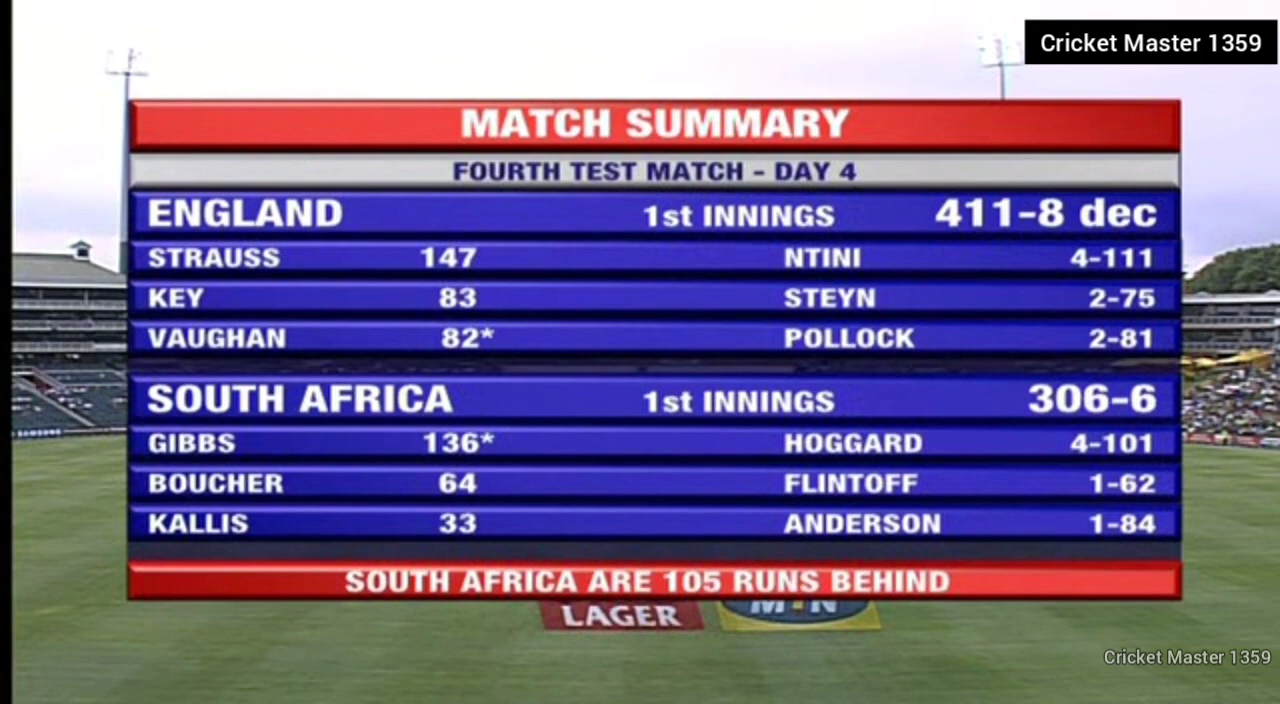 Cricket Master 1359
MATCH SUMMARY
FOURTH TEST MATCH - DAY 4
ENGLAND 1st INNINGS 411-8 dec
STRAUSS 147 NTINI 4-111
KEY 83 STEYN 2-75
VAUGHAN 82* POLLOCK 2-81
SOUTH AFRICA 1st INNINGS 306-6
GIBBS 136* HOGGARD 4-101
BOUCHER 64 FLINTOFF 1-62
KALLIS 33 ANDERSON 1-84
SOUTH AFRICA ARE 105 RUNS BEHIND
LAGER MTN
Cricket Master 1359